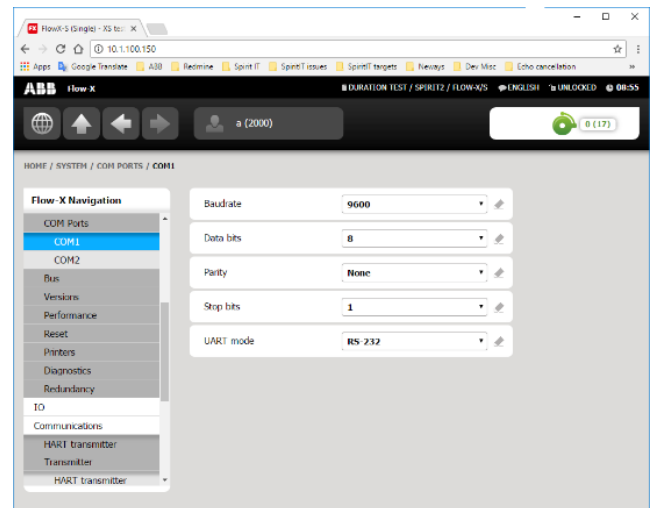 FX FlowX-S (Single) - XS tes
10.1.100.150
Apps Google Translate ABB Redmine Spirit IT SpiritIT issues SpiritIT targets Neways Dev Misc Echo cancellation »
ABB Flow-X DURATION TEST / SPIRIT2 / FLOW-X/S ENGLISH UNLOCKED 08:55
a (2000) 0 (17)
HOME / SYSTEM / COM PORTS / COM1
Flow-X Navigation
COM Ports
COM1
COM2
Bus
Versions
Performance
Reset
Printers
Diagnostics
Redundancy
IO
Communications
HART transmitter
Transmitter
HART transmitter
Baudrate 9600
Data bits 8
Parity None
Stop bits 1
UART mode RS-232